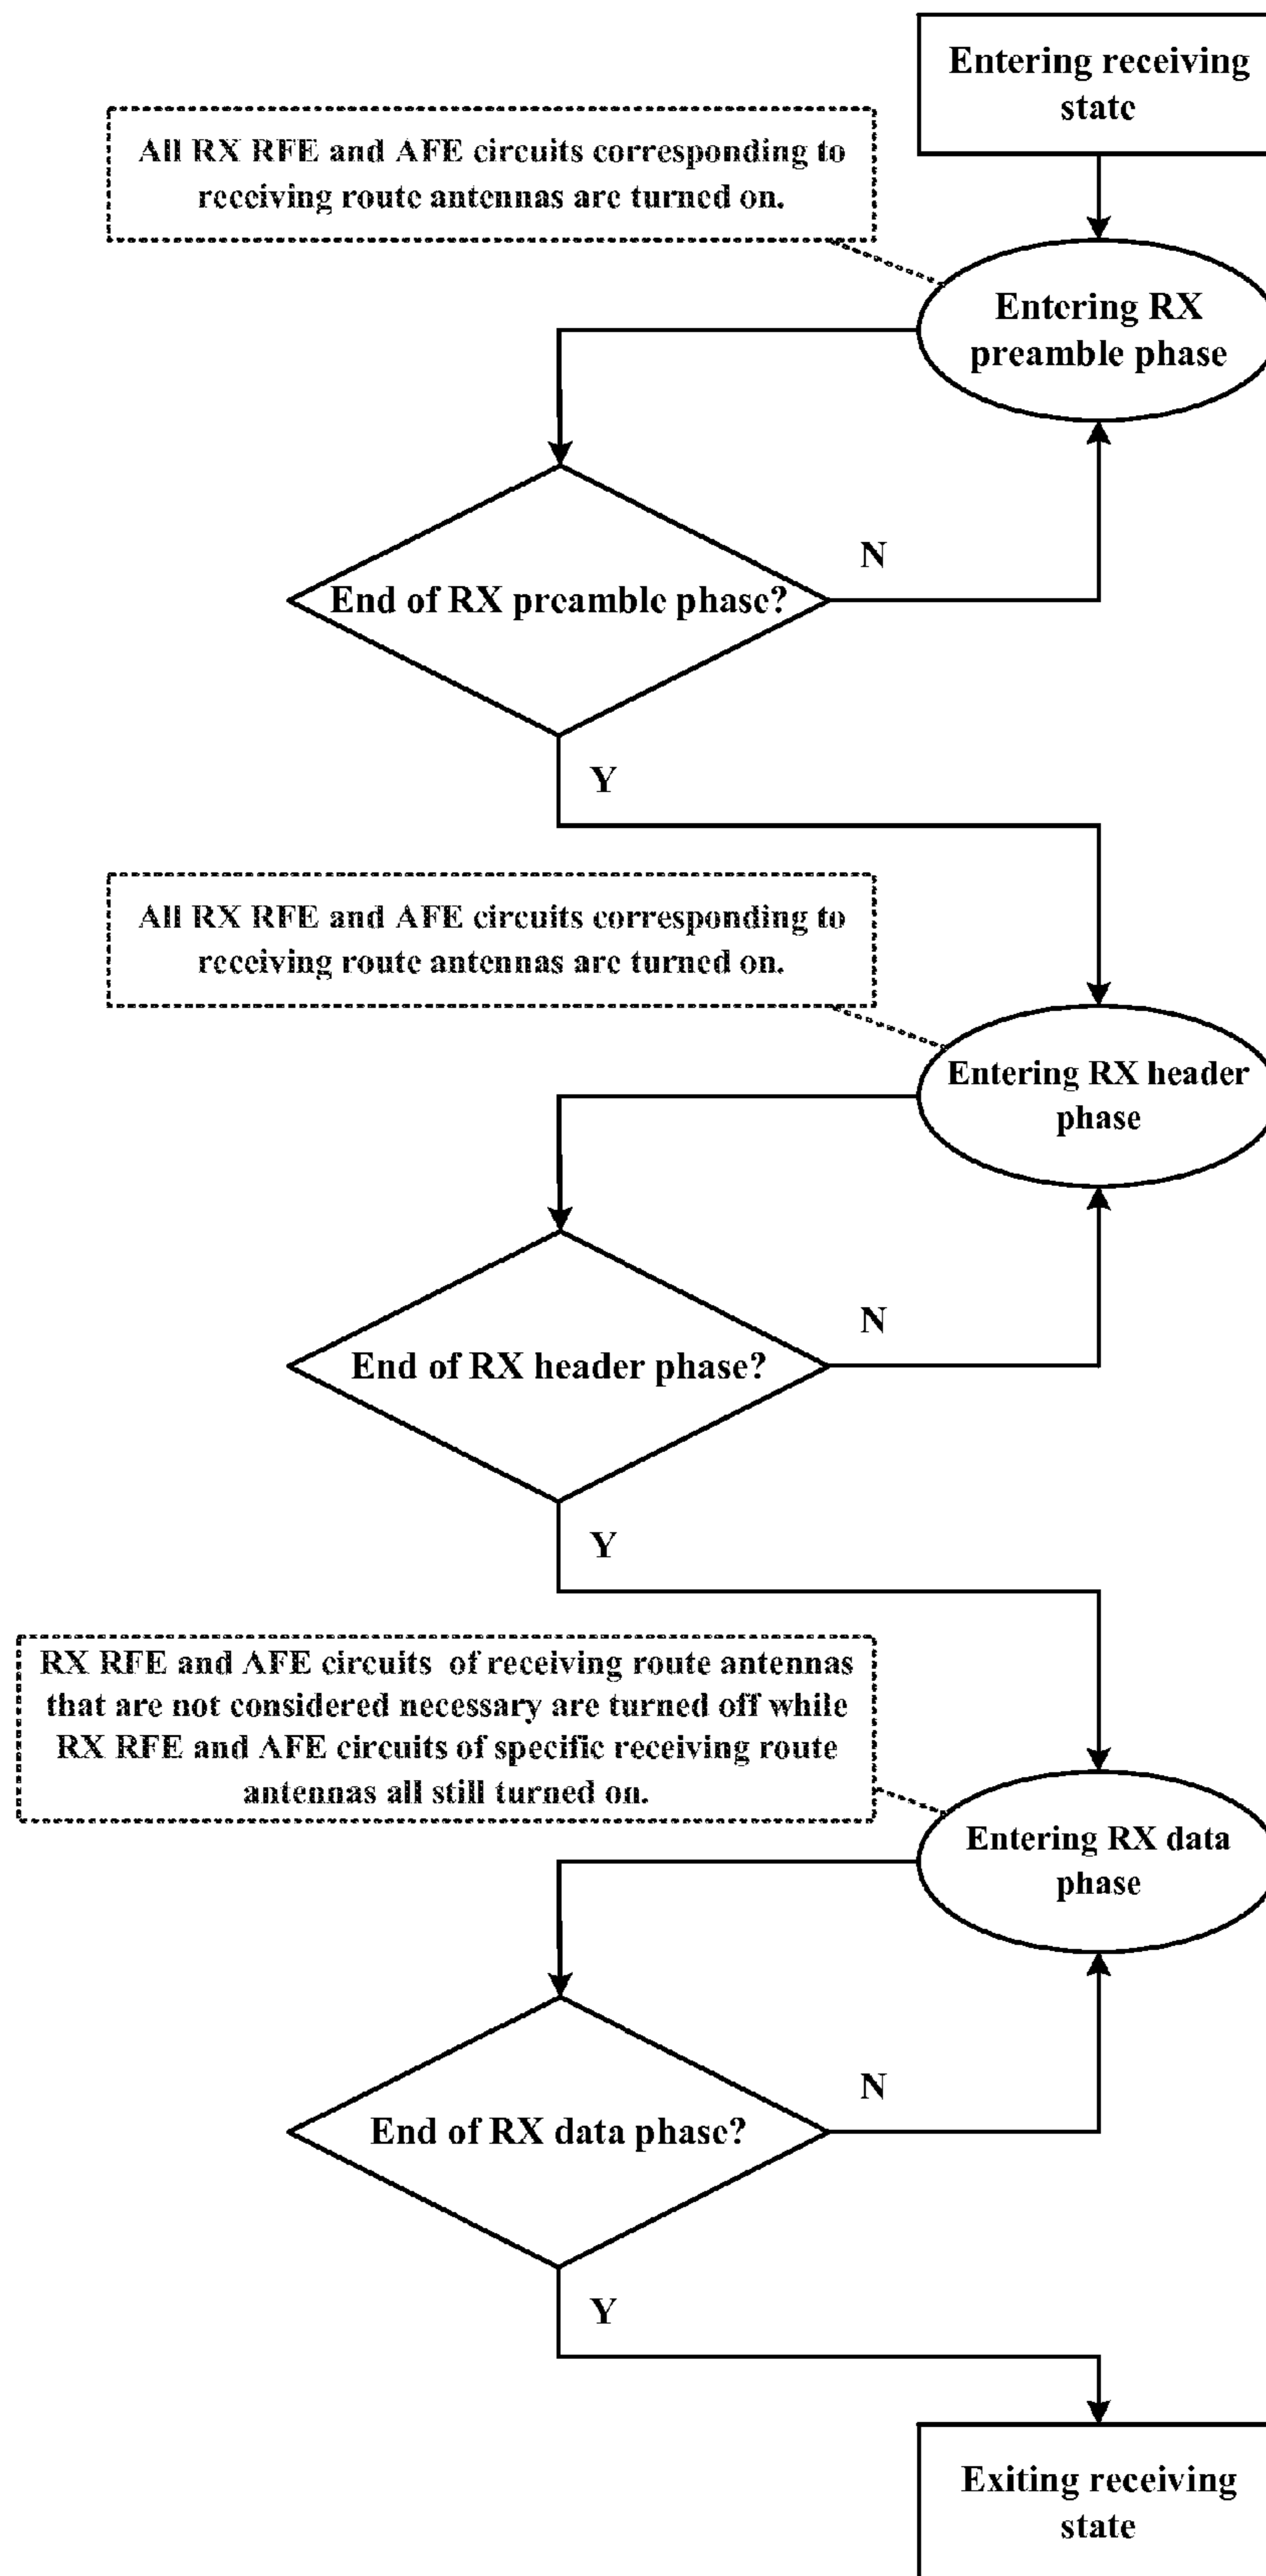 Entering receiving
state
All RX RFE and AFE circuits corresponding to
receiving route antennas are turned on.
Entering RX
preamble phase
N
End of RX preamble phase?
Y
All RX RFE and AFE circuits corresponding to
receiving route antennas are turned on.
Entering RX header
phase
N
End of RX header phase?
Y
RX RFE and AFE circuits of receiving route antennas
that are not considered necessary are turned off while
RX RFE and AFE circuits of specific receiving route
antennas all still turned on.
Entering RX data
phase
N
End of RX data phase?
Y
Exiting receiving
state